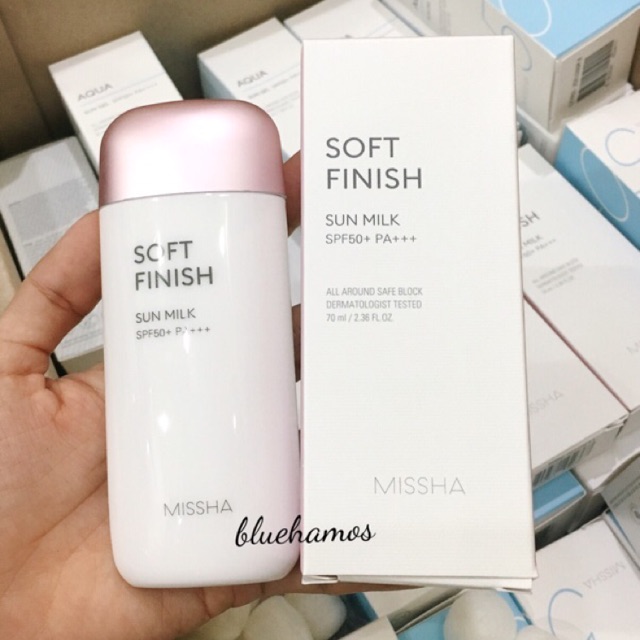 AQUA
SOFT
FINISH
SUN MILK
SPF50+ PA+++
MISSHA
SOFT
FINISH
SUN MILK
SPF50+ PA+++
ALL AROUND SAFE BLOCK
DERMATOLOGIST TESTED
70 ml / 2.36 FL. OZ.
MISSHA
bluehamos
MISSHA
MISSHA